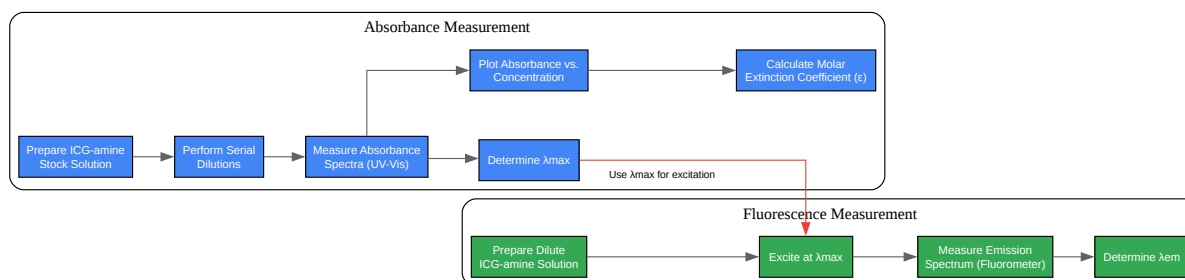 Absorbance Measurement
Plot Absorbance vs.
Concentration
Calculate Molar
Extinction Coefficient (ε)
Prepare ICG-amine
Stock Solution
Perform Serial
Dilutions
Measure Absorbance
Spectra (UV-Vis)
Determine λmax
Use λmax for excitation
Fluorescence Measurement
Prepare Dilute
ICG-amine Solution
Excite at λmax
Measure Emission
Spectrum (Fluorometer)
Determine λem